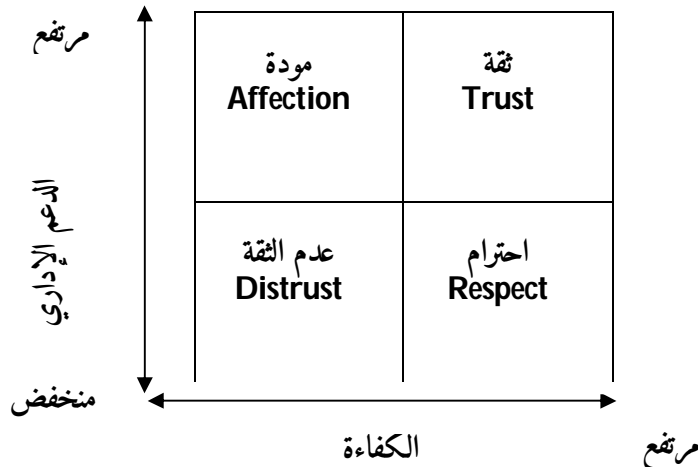 مرتفع
مودة
Affection
ثقة
Trust
الدعم الإداري
عدم الثقة
Distrust
احترام
Respect
منخفض
الكفاءة
مرتفع